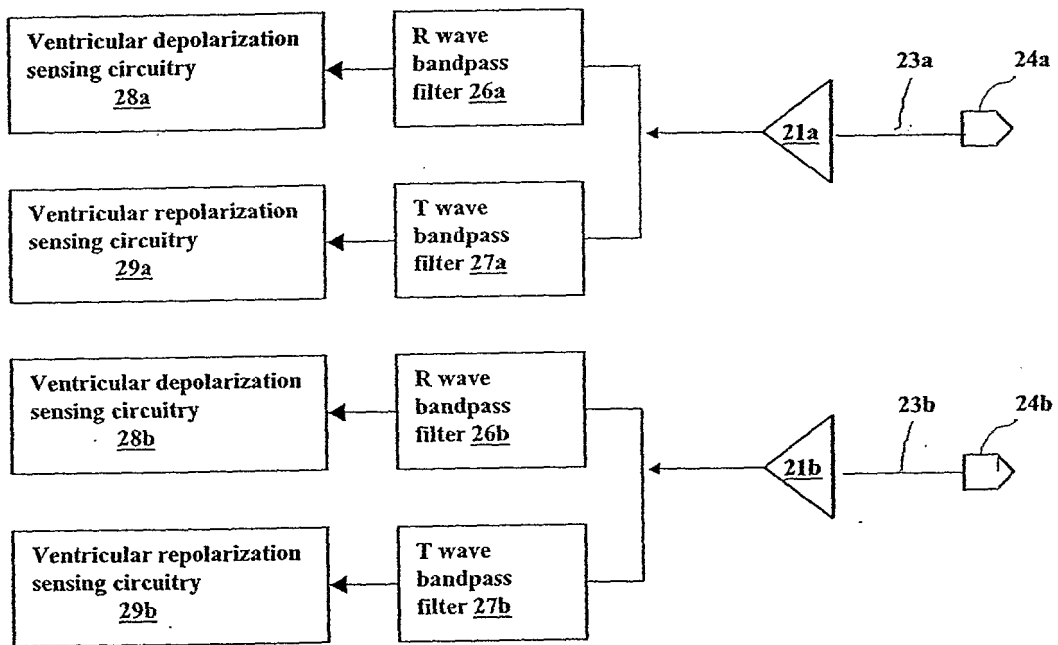 Ventricular depolarization
sensing circuitry
28a
R wave
bandpass
filter 26a
21a
23a
24a
Ventricular repolarization
sensing circuitry
29a
T wave
bandpass
filter 27a
Ventricular depolarization
sensing circuitry
28b
R wave
bandpass
filter 26b
21b
23b
24b
Ventricular repolarization
sensing circuitry
29b
T wave
bandpass
filter 27b